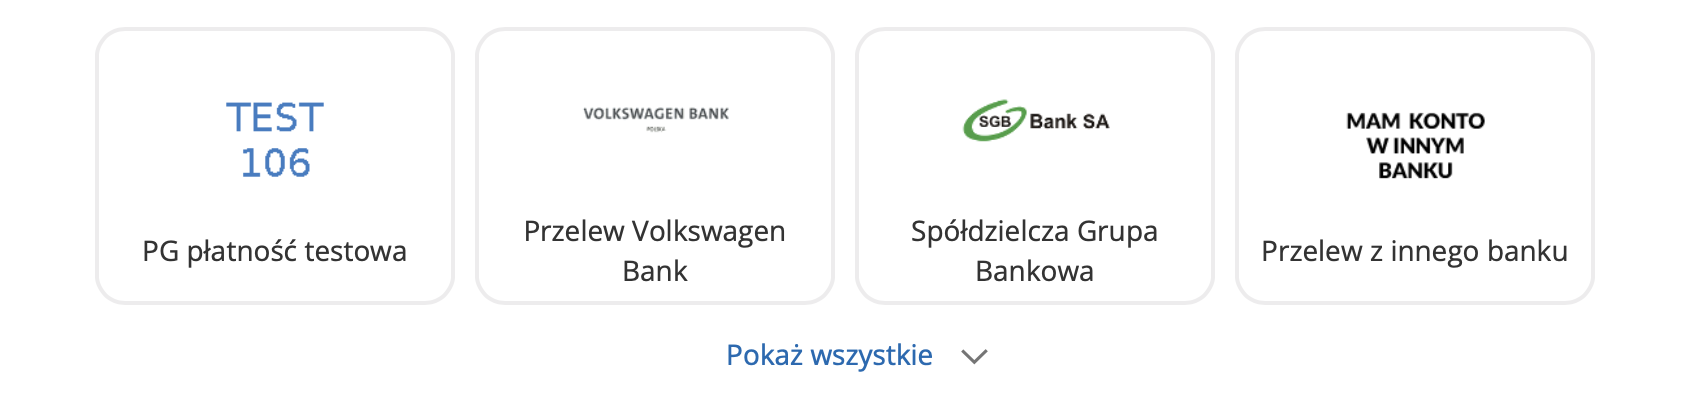 TEST
106
PG płatność testowa
VOLKSWAGEN BANK
POLSKA
Przelew Volkswagen
Bank
SGB Bank SA
Spółdzielcza Grupa
Bankowa
MAM KONTO
W INNYM
BANKU
Przelew z innego banku
Pokaż wszystkie